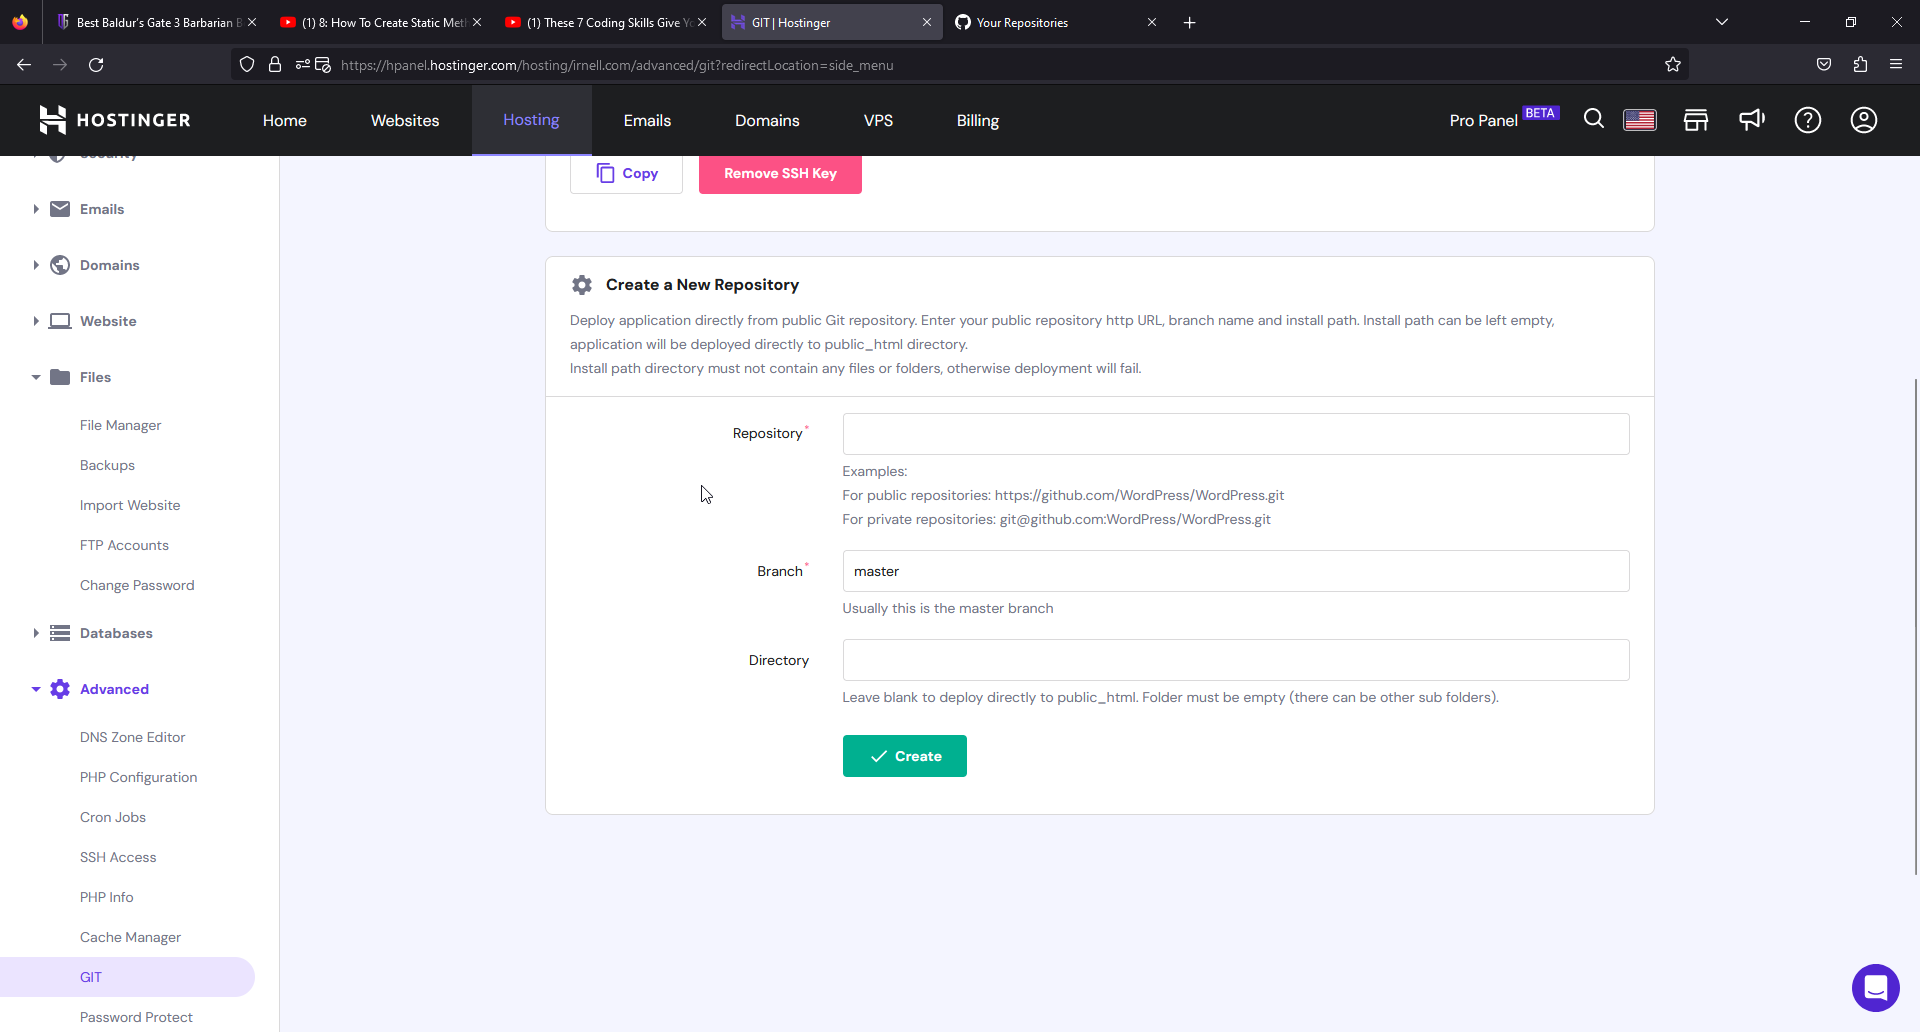 Best Baldur's Gate 3 Barbarian B
(1) 8: How To Create Static Met
(1) These 7 Coding Skills Give Yo
GIT | Hostinger
Your Repositories
https://hpanel.hostinger.com/hosting/irnell.com/advanced/git?redirectLocation=side_menu
HOSTINGER
Home
Websites
Hosting
Emails
Domains
VPS
Billing
Pro Panel BETA
Security
Emails
Domains
Website
Files
File Manager
Backups
Import Website
FTP Accounts
Change Password
Databases
Advanced
DNS Zone Editor
PHP Configuration
Cron Jobs
SSH Access
PHP Info
Cache Manager
GIT
Password Protect
Copy
Remove SSH Key
Create a New Repository
Deploy application directly from public Git repository. Enter your public repository http URL, branch name and install path. Install path can be left empty,
application will be deployed directly to public_html directory.
Install path directory must not contain any files or folders, otherwise deployment will fail.
Repository*
Examples:
For public repositories: https://github.com/WordPress/WordPress.git
For private repositories: git@github.com:WordPress/WordPress.git
Branch*
master
Usually this is the master branch
Directory
Leave blank to deploy directly to public_html. Folder must be empty (there can be other sub folders).
Create